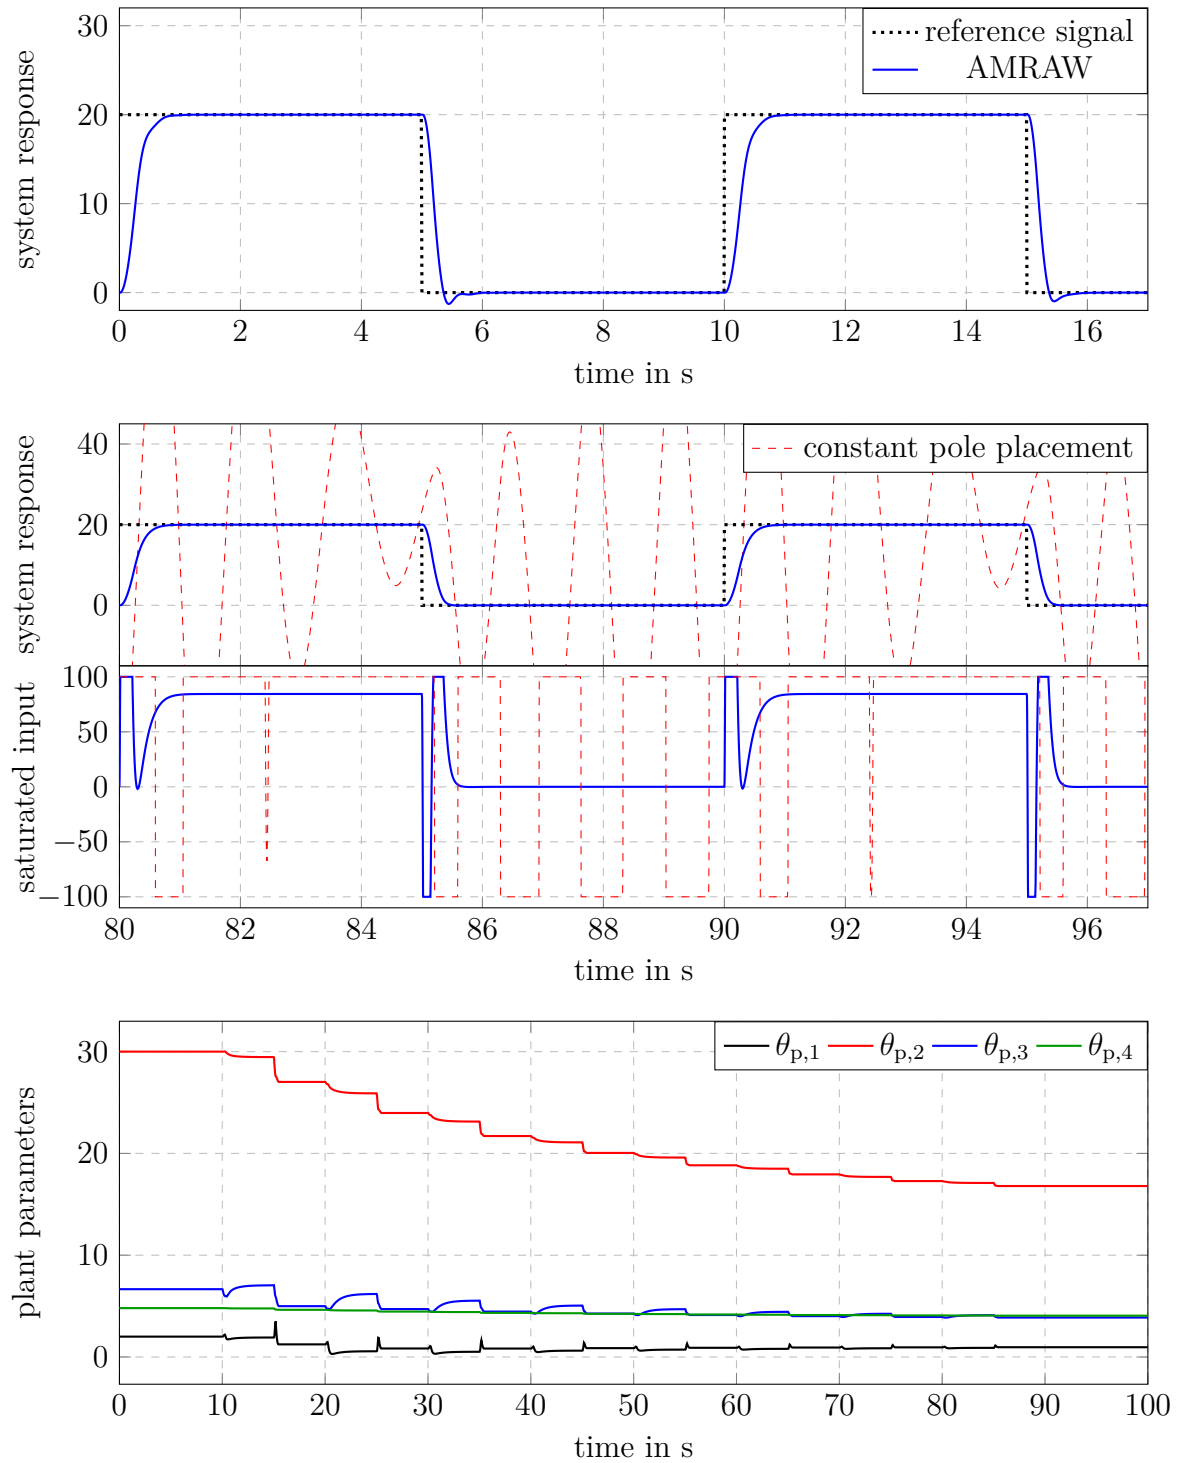 30
20
10
0
system response
reference signal
AMRAW
0 2 4 6 8 10 12 14 16
time in s
40
20
0
system response
constant pole placement
100
50
0
−50
−100
saturated input
80 82 84 86 88 90 92 94 96
time in s
30
20
10
0
plant parameters
θp,1 θp,2 θp,3 θp,4
0 10 20 30 40 50 60 70 80 90 100
time in s